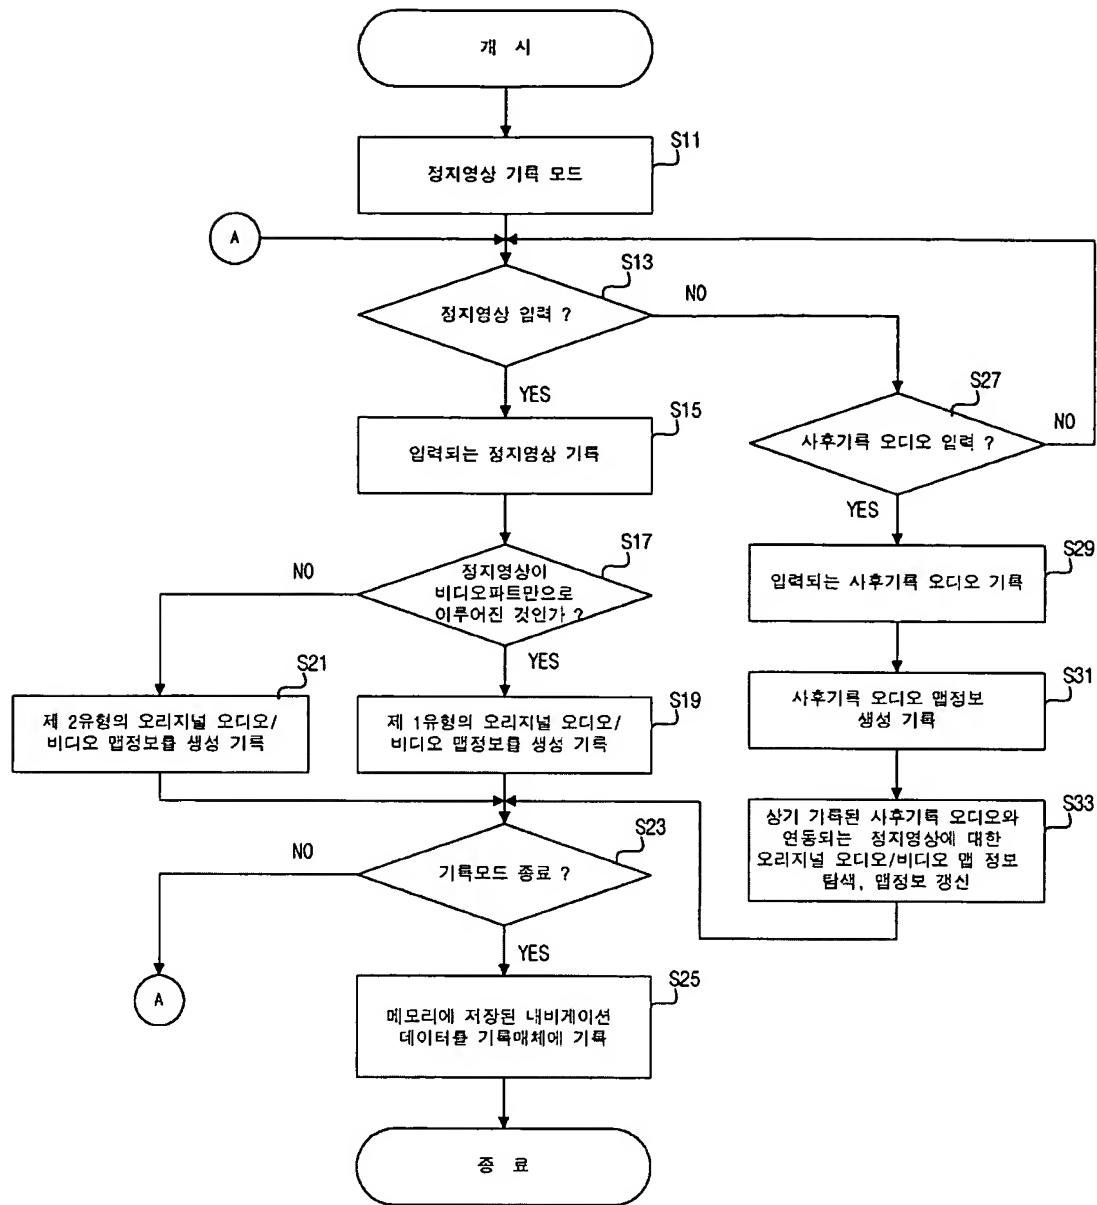 개 시
S11
정지영상 기록 모드
A
S13
정지영상 입력 ?
NO
YES
S27
사후기록 오디오 입력 ?
NO
YES
S15
입력되는 정지영상 기록
S17
정지영상이
비디오파트만으로
이루어진 것인가 ?
NO
YES
S29
입력되는 사후기록 오디오 기록
S21
제 2유형의 오리지널 오디오/
비디오 맵정보를 생성 기록
S19
제 1유형의 오리지널 오디오/
비디오 맵정보를 생성 기록
S31
사후기록 오디오 맵정보
생성 기록
S33
상기 기록된 사후기록 오디오와
연동되는 정지영상에 대한
오리지널 오디오/비디오 맵 정보
탐색, 맵정보 갱신
S23
기록모드 종료 ?
NO
YES
A
S25
메모리에 저장된 내비게이션
데이터를 기록매체에 기록
종 료